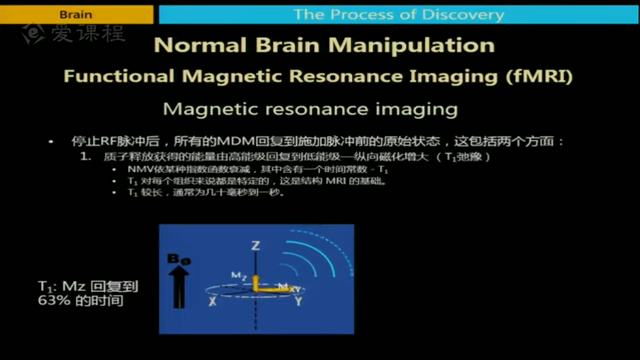 Brain
The Process of Discovery
爱课程
Normal Brain Manipulation
Functional Magnetic Resonance Imaging (fMRI)
Magnetic resonance imaging
• 停止RF脉冲后，所有的MDM回复到施加脉冲前的原始状态，这包括两个方面：
1. 质子释放获得的能量由高能级回复到低能级—纵向磁化增大（T₁弛豫）
• NMV依某种指数函数衰减，其中含有一个时间常数 - T₁
• T₁ 对每个组织来说都是特定的，这是结构 MRI 的基础。
• T₁ 较长，通常为几十毫秒到一秒。
B₀
Z
M_Z
M_XY
X
Y
T₁: Mz 回复到
63% 的时间